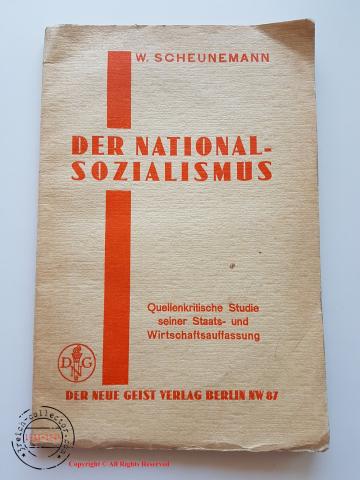 W. SCHEUNEMANN
DER NATIONAL-
SOZIALISMUS
Quellenkritische Studie
seiner Staats- und
Wirtschaftsauffassung
D N G
DER NEUE GEIST VERLAG BERLIN NW 87
Copyright © All Rights Reserved